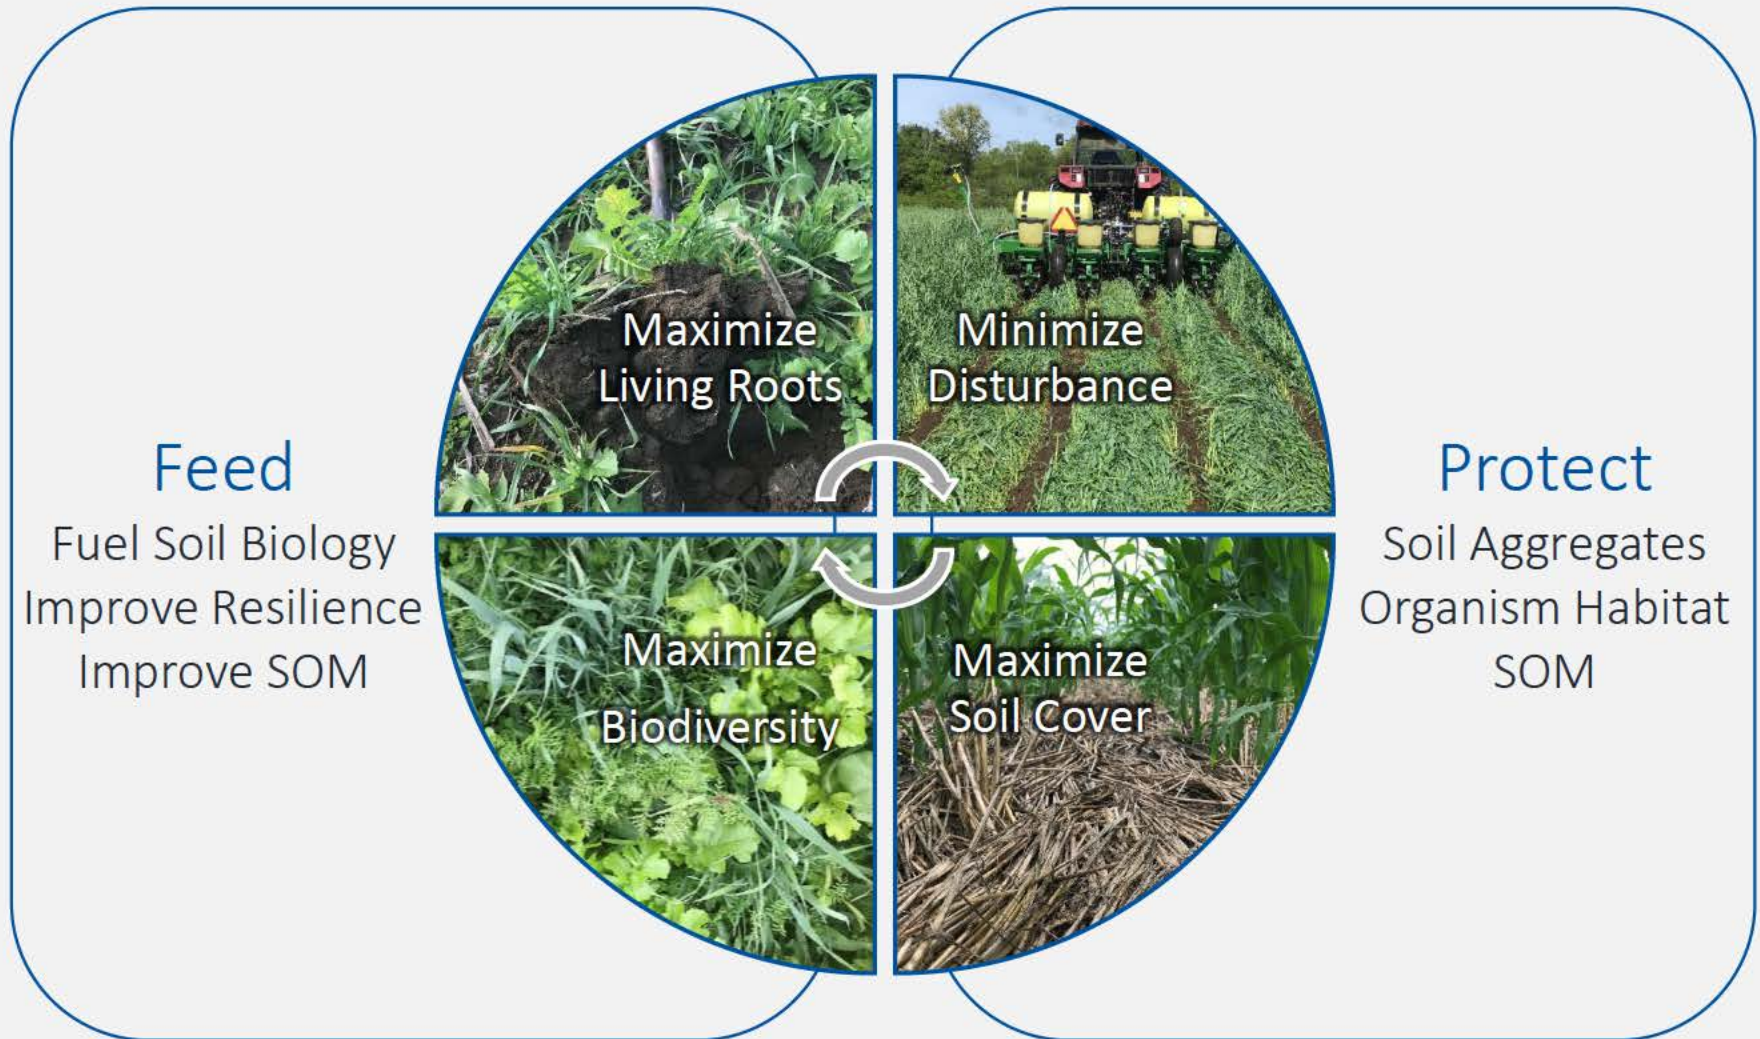 Feed
Fuel Soil Biology
Improve Resilience
Improve SOM
Maximize
Living Roots
Minimize
Disturbance
Maximize
Biodiversity
Maximize
Soil Cover
Protect
Soil Aggregates
Organism Habitat
SOM